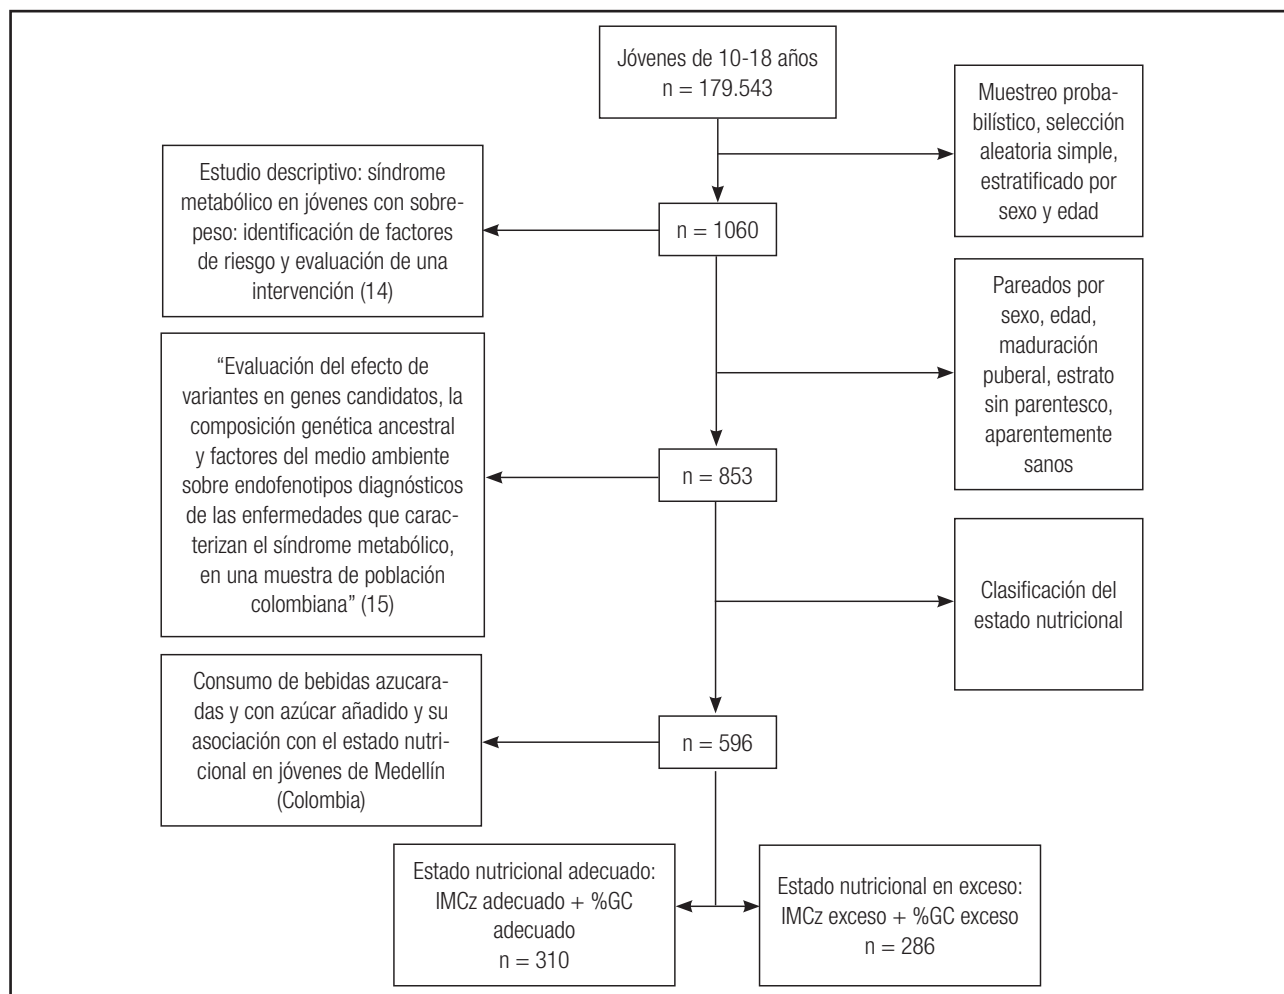 Jóvenes de 10-18 años
n = 179.543
Muestreo proba-
bilístico, selección
aleatoria simple,
estratificado por
sexo y edad
Estudio descriptivo: síndrome
metabólico en jóvenes con sobre-
peso: identificación de factores
de riesgo y evaluación de una
intervención (14)
n = 1060
Pareados por
sexo, edad,
maduración
puberal, estrato
sin parentesco,
aparentemente
sanos
“Evaluación del efecto de
variantes en genes candidatos, la
composición genética ancestral
y factores del medio ambiente
sobre endofenotipos diagnósticos
de las enfermedades que carac-
terizan el síndrome metabólico,
en una muestra de población
colombiana” (15)
n = 853
Clasificación del
estado nutricional
Consumo de bebidas azucara-
das y con azúcar añadido y su
asociación con el estado nutri-
cional en jóvenes de Medellín
(Colombia)
n = 596
Estado nutricional adecuado:
IMCz adecuado + %GC
adecuado
n = 310
Estado nutricional en exceso:
IMCz exceso + %GC exceso
n = 286